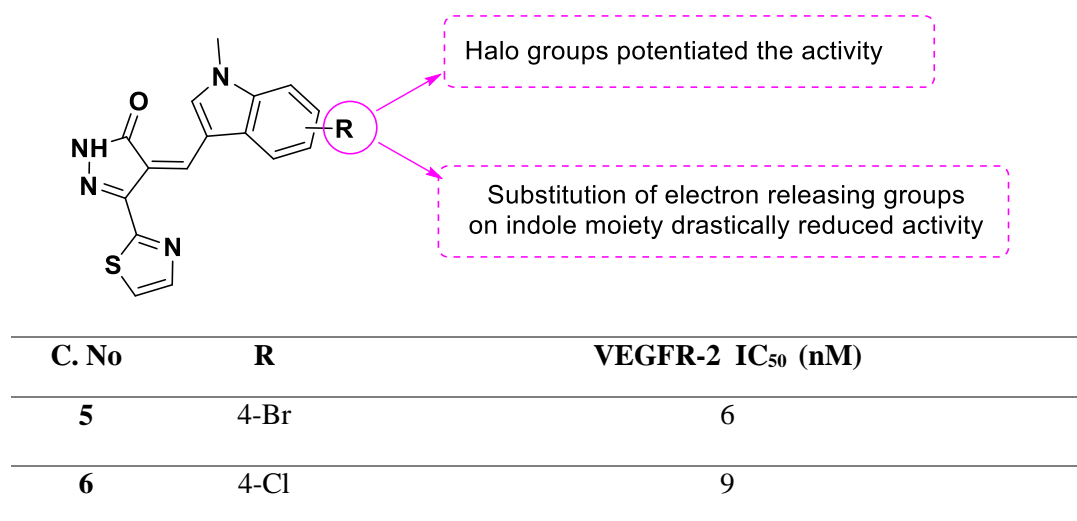 Halo groups potentiated the activity
N
O
NH
R
N
Substitution of electron releasing groups
on indole moiety drastically reduced activity
N
S
C. No R VEGFR-2 IC₅₀ (nM)
5 4-Br 6
6 4-Cl 9